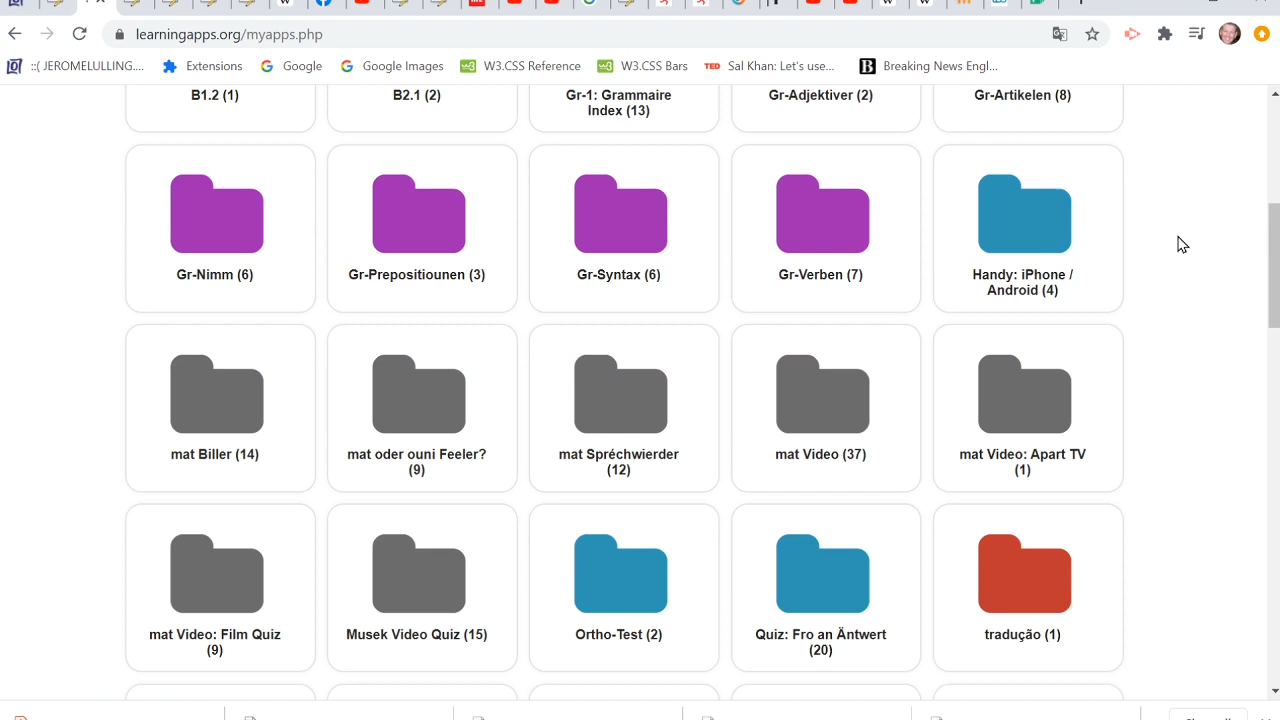 learningapps.org/myapps.php
::( JEROMELULLING.... Extensions Google Google Images W3.CSS Reference W3.CSS Bars TED Sal Khan: Let's use... B Breaking News Engl...
B1.2 (1)
B2.1 (2)
Gr-1: Grammaire
Index (13)
Gr-Adjektiver (2)
Gr-Artikelen (8)
Gr-Nimm (6)
Gr-Prepositiounen (3)
Gr-Syntax (6)
Gr-Verben (7)
Handy: iPhone /
Android (4)
mat Biller (14)
mat oder ouni Feeler?
(9)
mat Spréchwierder
(12)
mat Video (37)
mat Video: Apart TV
(1)
mat Video: Film Quiz
(9)
Musek Video Quiz (15)
Ortho-Test (2)
Quiz: Fro an Äntwert
(20)
tradução (1)